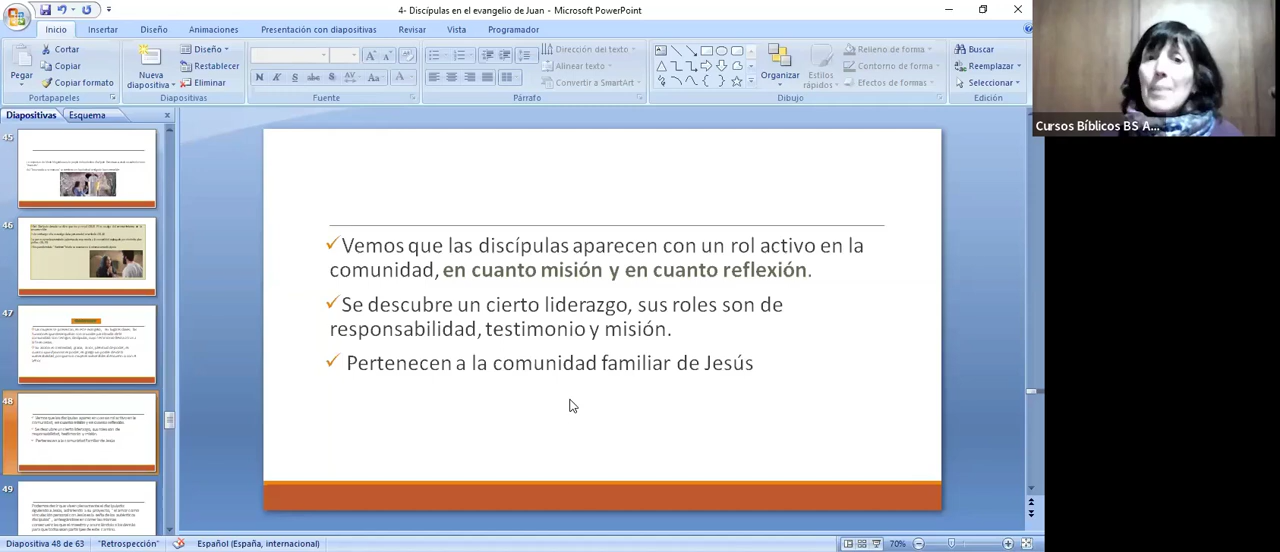 4- Discípulas en el evangelio de Juan - Microsoft PowerPoint
Inicio Insertar Diseño Animaciones Presentación con diapositivas Revisar Vista Programador
Pegar
Cortar
Copiar
Copiar formato
Portapapeles
Nueva
diapositiva
Diseño
Restablecer
Eliminar
Diapositivas
Fuente
Dirección del texto
Alinear texto
Convertir a SmartArt
Párrafo
Organizar
Estilos
rápidos
Relleno de forma
Contorno de forma
Efectos de formas
Dibujo
Buscar
Reemplazar
Seleccionar
Edición
Cursos Bíblicos BS A...
Diapositivas Esquema
45
46
47
48
49
Vemos que las discípulas aparecen con un rol activo en la
comunidad, en cuanto misión y en cuanto reflexión.
Se descubre un cierto liderazgo, sus roles son de
responsabilidad, testimonio y misión.
Pertenecen a la comunidad familiar de Jesús
Diapositiva 48 de 63 "Retrospección" Español (España, internacional) 70%